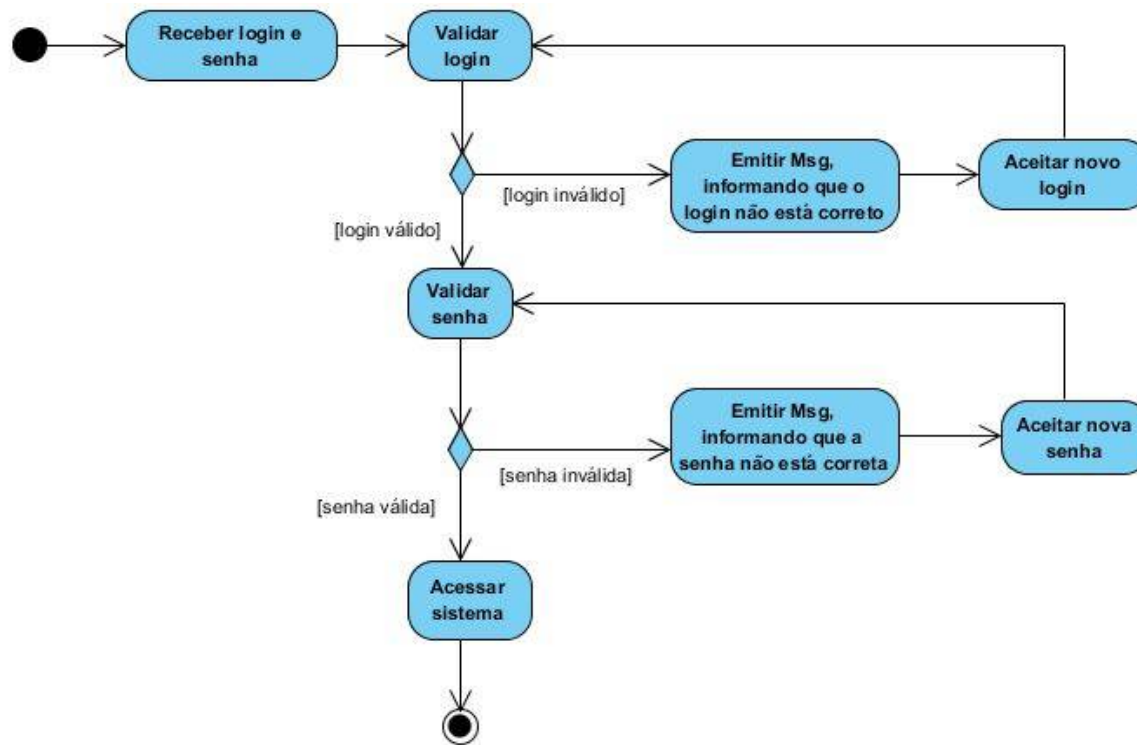 Receber login e
senha
Validar
login
[login inválido]
Emitir Msg,
informando que o
login não está correto
Aceitar novo
login
[login válido]
Validar
senha
[senha inválida]
Emitir Msg,
informando que a
senha não está correta
Aceitar nova
senha
[senha válida]
Acessar
sistema